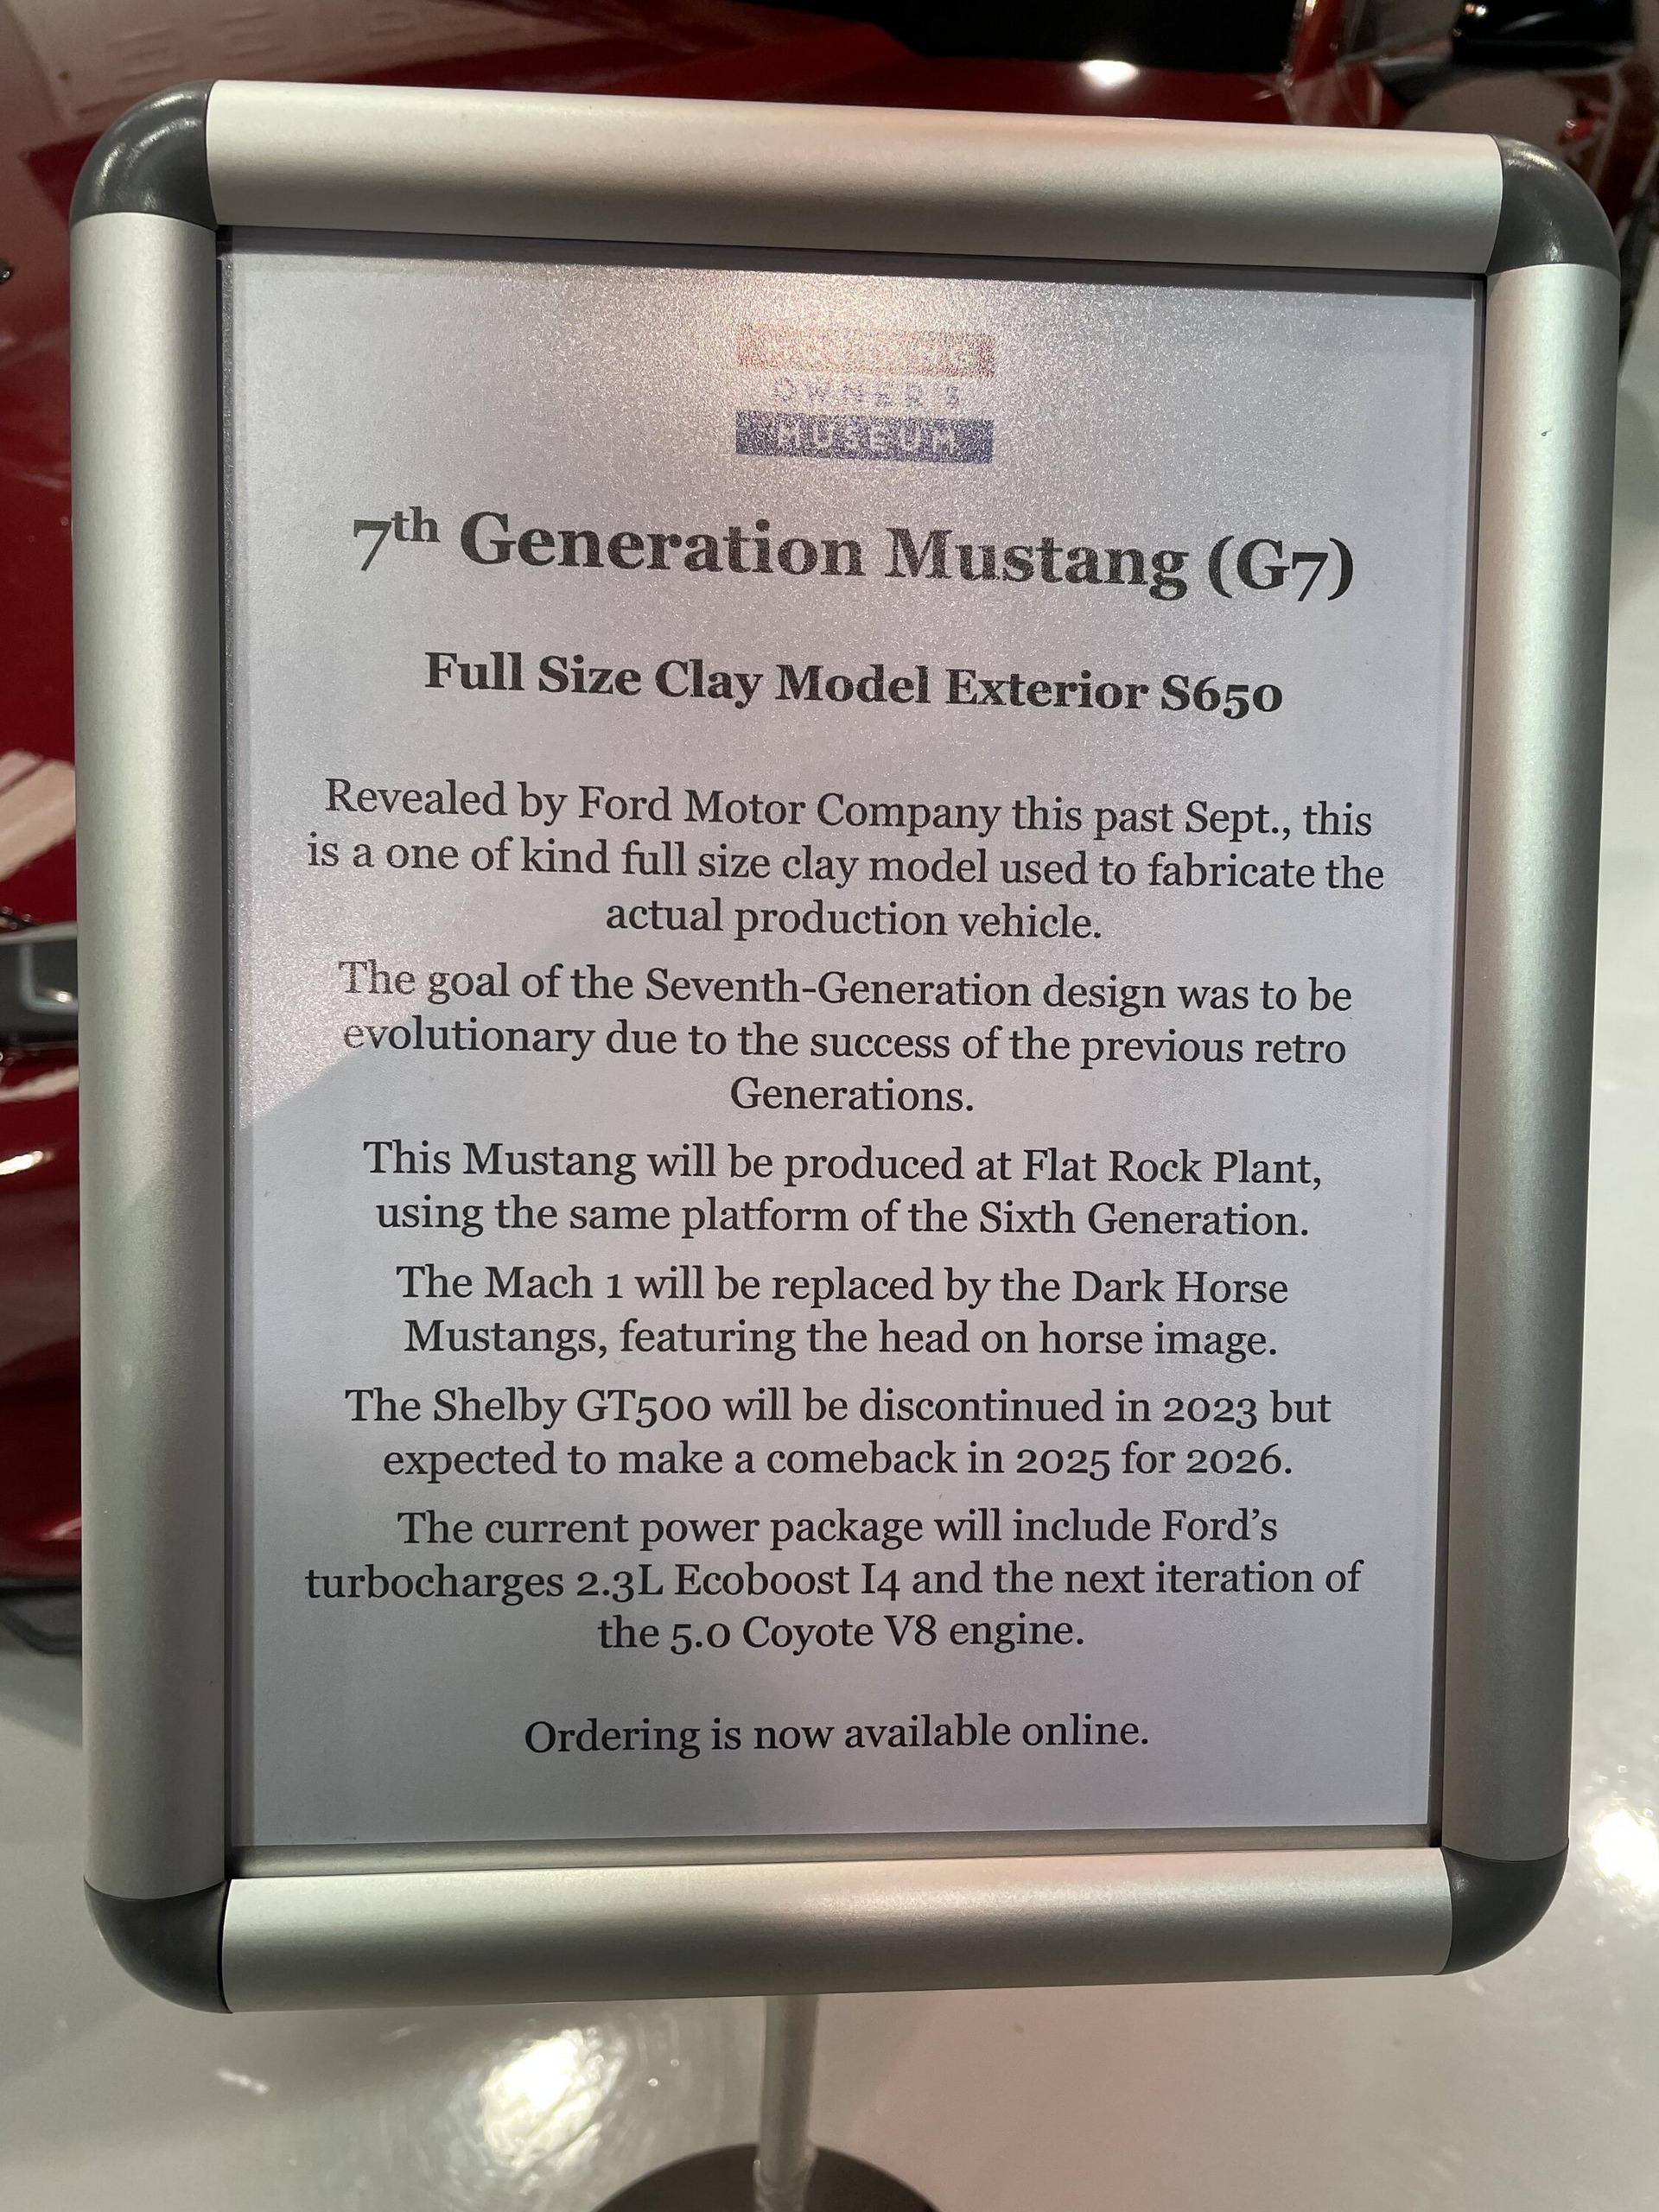 OWNER'S
MUSEUM
7th Generation Mustang (G7)
Full Size Clay Model Exterior S650
Revealed by Ford Motor Company this past Sept., this
is a one of kind full size clay model used to fabricate the
actual production vehicle.
The goal of the Seventh-Generation design was to be
evolutionary due to the success of the previous retro
Generations.
This Mustang will be produced at Flat Rock Plant,
using the same platform of the Sixth Generation.
The Mach 1 will be replaced by the Dark Horse
Mustangs, featuring the head on horse image.
The Shelby GT500 will be discontinued in 2023 but
expected to make a comeback in 2025 for 2026.
The current power package will include Ford's
turbocharges 2.3L Ecoboost I4 and the next iteration of
the 5.0 Coyote V8 engine.
Ordering is now available online.